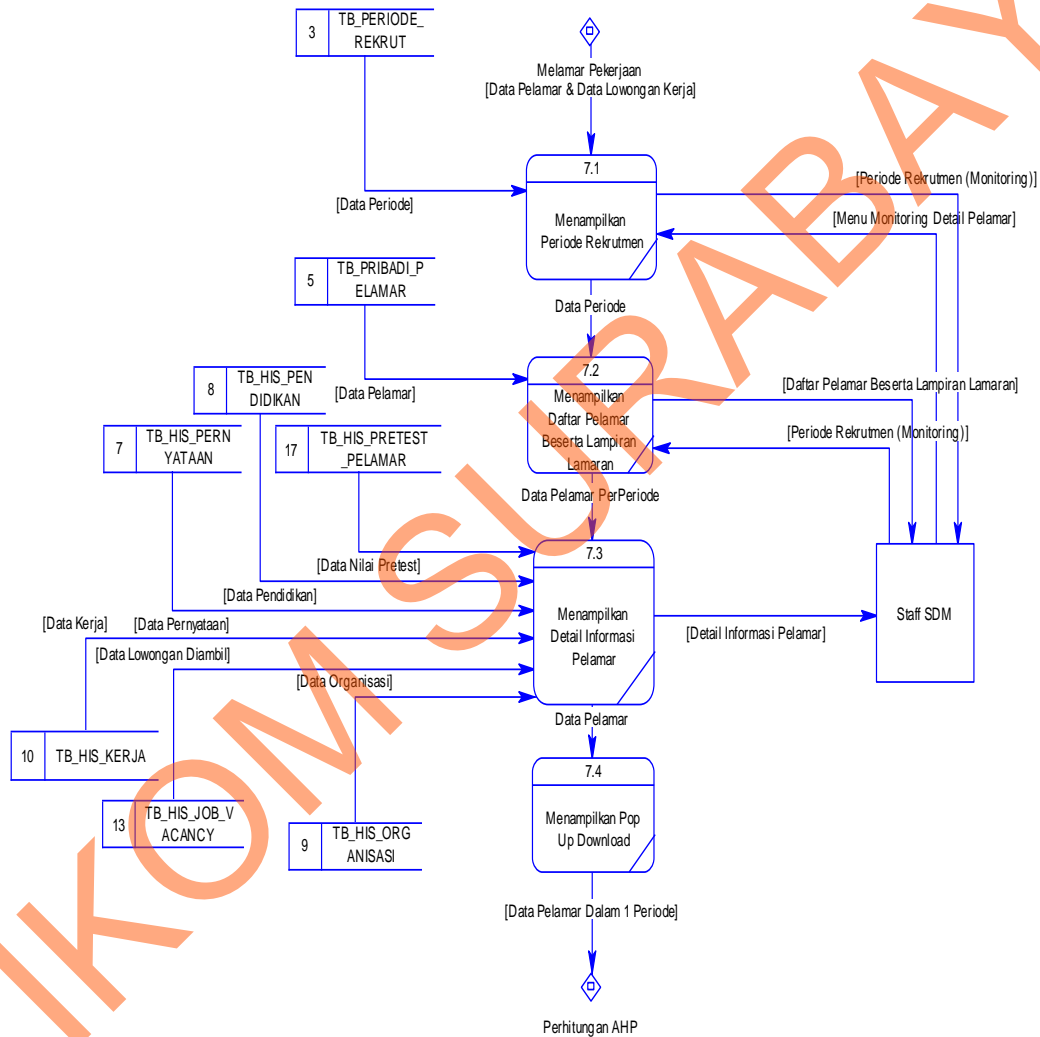 3
TB_PERIODE_
REKRUT
Melamar Pekerjaan
[Data Pelamar & Data Lowongan Kerja]
7.1
Menampilkan
Periode Rekrutmen
[Data Periode]
[Periode Rekrutmen (Monitoring)]
[Menu Monitoring Detail Pelamar]
5
TB_PRIBADI_P
ELAMAR
Data Periode
7.2
Menampilkan
Daftar Pelamar
Beserta Lampiran
Lamaran
[Data Pelamar]
[Daftar Pelamar Beserta Lampiran Lamaran]
[Periode Rekrutmen (Monitoring)]
8
TB_HIS_PEN
DIDIKAN
7
TB_HIS_PERN
YATAAN
17
TB_HIS_PRETEST
_PELAMAR
Data Pelamar PerPeriode
7.3
Menampilkan
Detail Informasi
Pelamar
[Data Nilai Pretest]
[Data Pendidikan]
[Data Kerja]
[Data Pernyataan]
[Data Lowongan Diambil]
[Data Organisasi]
[Detail Informasi Pelamar]
Staff SDM
Data Pelamar
10
TB_HIS_KERJA
13
TB_HIS_JOB_V
ACANCY
9
TB_HIS_ORG
ANISASI
7.4
Menampilkan Pop
Up Download
[Data Pelamar Dalam 1 Periode]
Perhitungan AHP
IKOM SURABAY